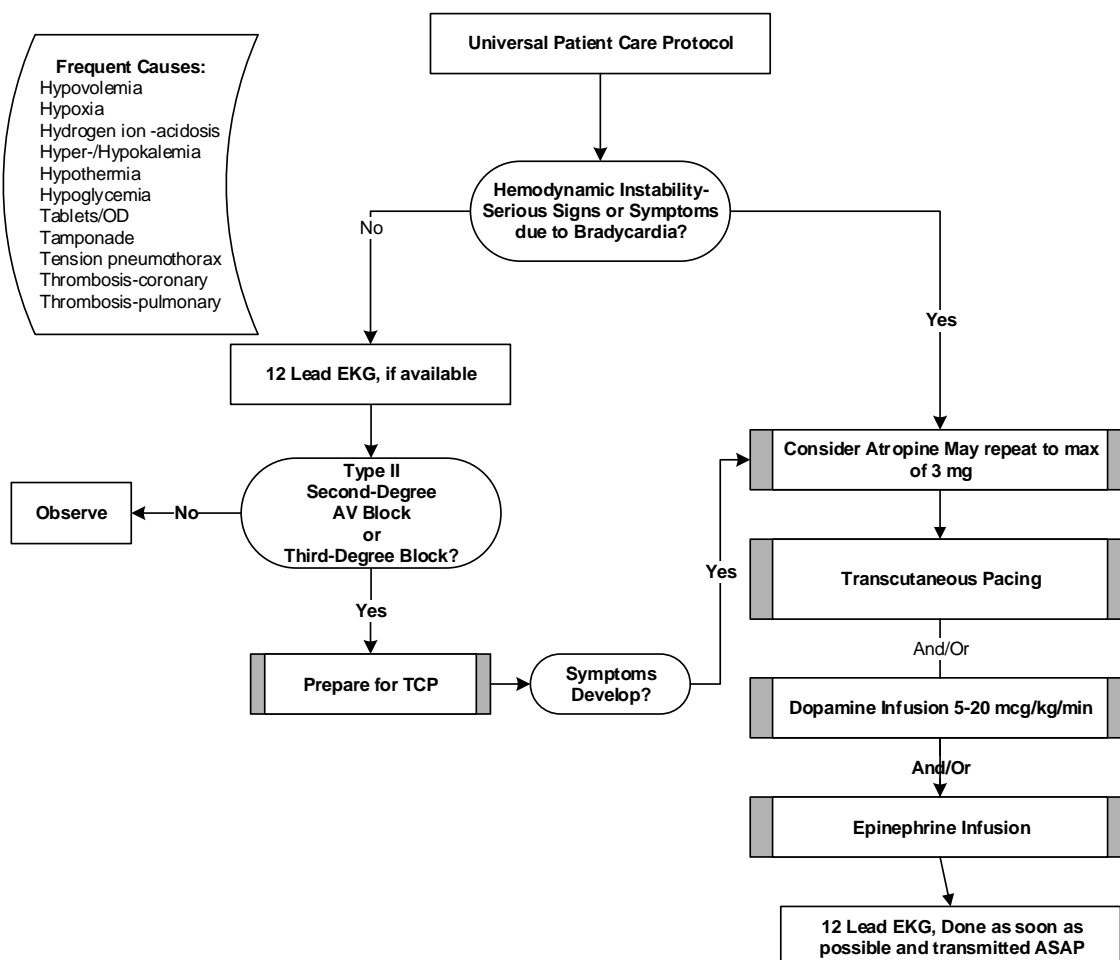 Universal Patient Care Protocol
Frequent Causes:
Hypovolemia
Hypoxia
Hydrogen ion -acidosis
Hyper-/Hypokalemia
Hypothermia
Hypoglycemia
Tablets/OD
Tamponade
Tension pneumothorax
Thrombosis-coronary
Thrombosis-pulmonary
Hemodynamic Instability-
Serious Signs or Symptoms
due to Bradycardia?
No
Yes
12 Lead EKG, if available
Type II
Second-Degree
AV Block
or
Third-Degree Block?
No
Observe
Yes
Prepare for TCP
Symptoms
Develop?
Yes
Consider Atropine May repeat to max
of 3 mg
Transcutaneous Pacing
And/Or
Dopamine Infusion 5-20 mcg/kg/min
And/Or
Epinephrine Infusion
12 Lead EKG, Done as soon as
possible and transmitted ASAP